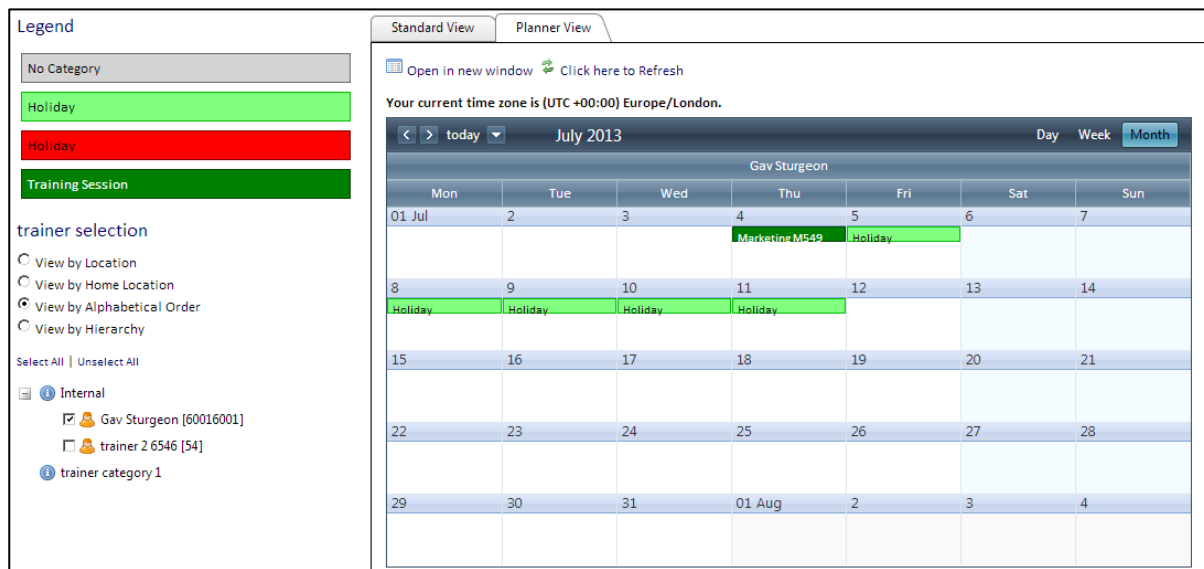 Legend
No Category
Holiday
Holiday
Training Session
trainer selection
View by Location
View by Home Location
View by Alphabetical Order
View by Hierarchy
Select All | Unselect All
Internal
Gav Sturgeon [60016001]
trainer 2 6546 [54]
trainer category 1
Standard View Planner View
Open in new window Click here to Refresh
Your current time zone is (UTC +00:00) Europe/London.
today July 2013 Day Week Month
Gav Sturgeon
Mon Tue Wed Thu Fri Sat Sun
01 Jul 2 3 4 5 6 7
Marketing M549 Holiday
8 9 10 11 12 13 14
Holiday Holiday Holiday Holiday
15 16 17 18 19 20 21
22 23 24 25 26 27 28
29 30 31 01 Aug 2 3 4